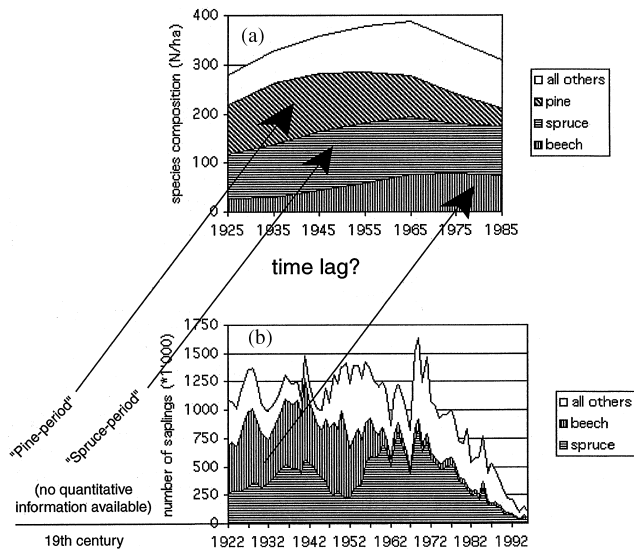 400
(a)
300
200
100
0
species composition (N/ha)
1925 1935 1945 1955 1965 1975 1985
all others
pine
spruce
beech
time lag?
1750
(b)
1500
1250
1000
750
500
250
0
number of saplings (*1'000)
1922 1932 1942 1952 1962 1972 1982 1992
all others
beech
spruce
"Pine-period"
"Spruce-period"
(no quantitative
information available)
19th century